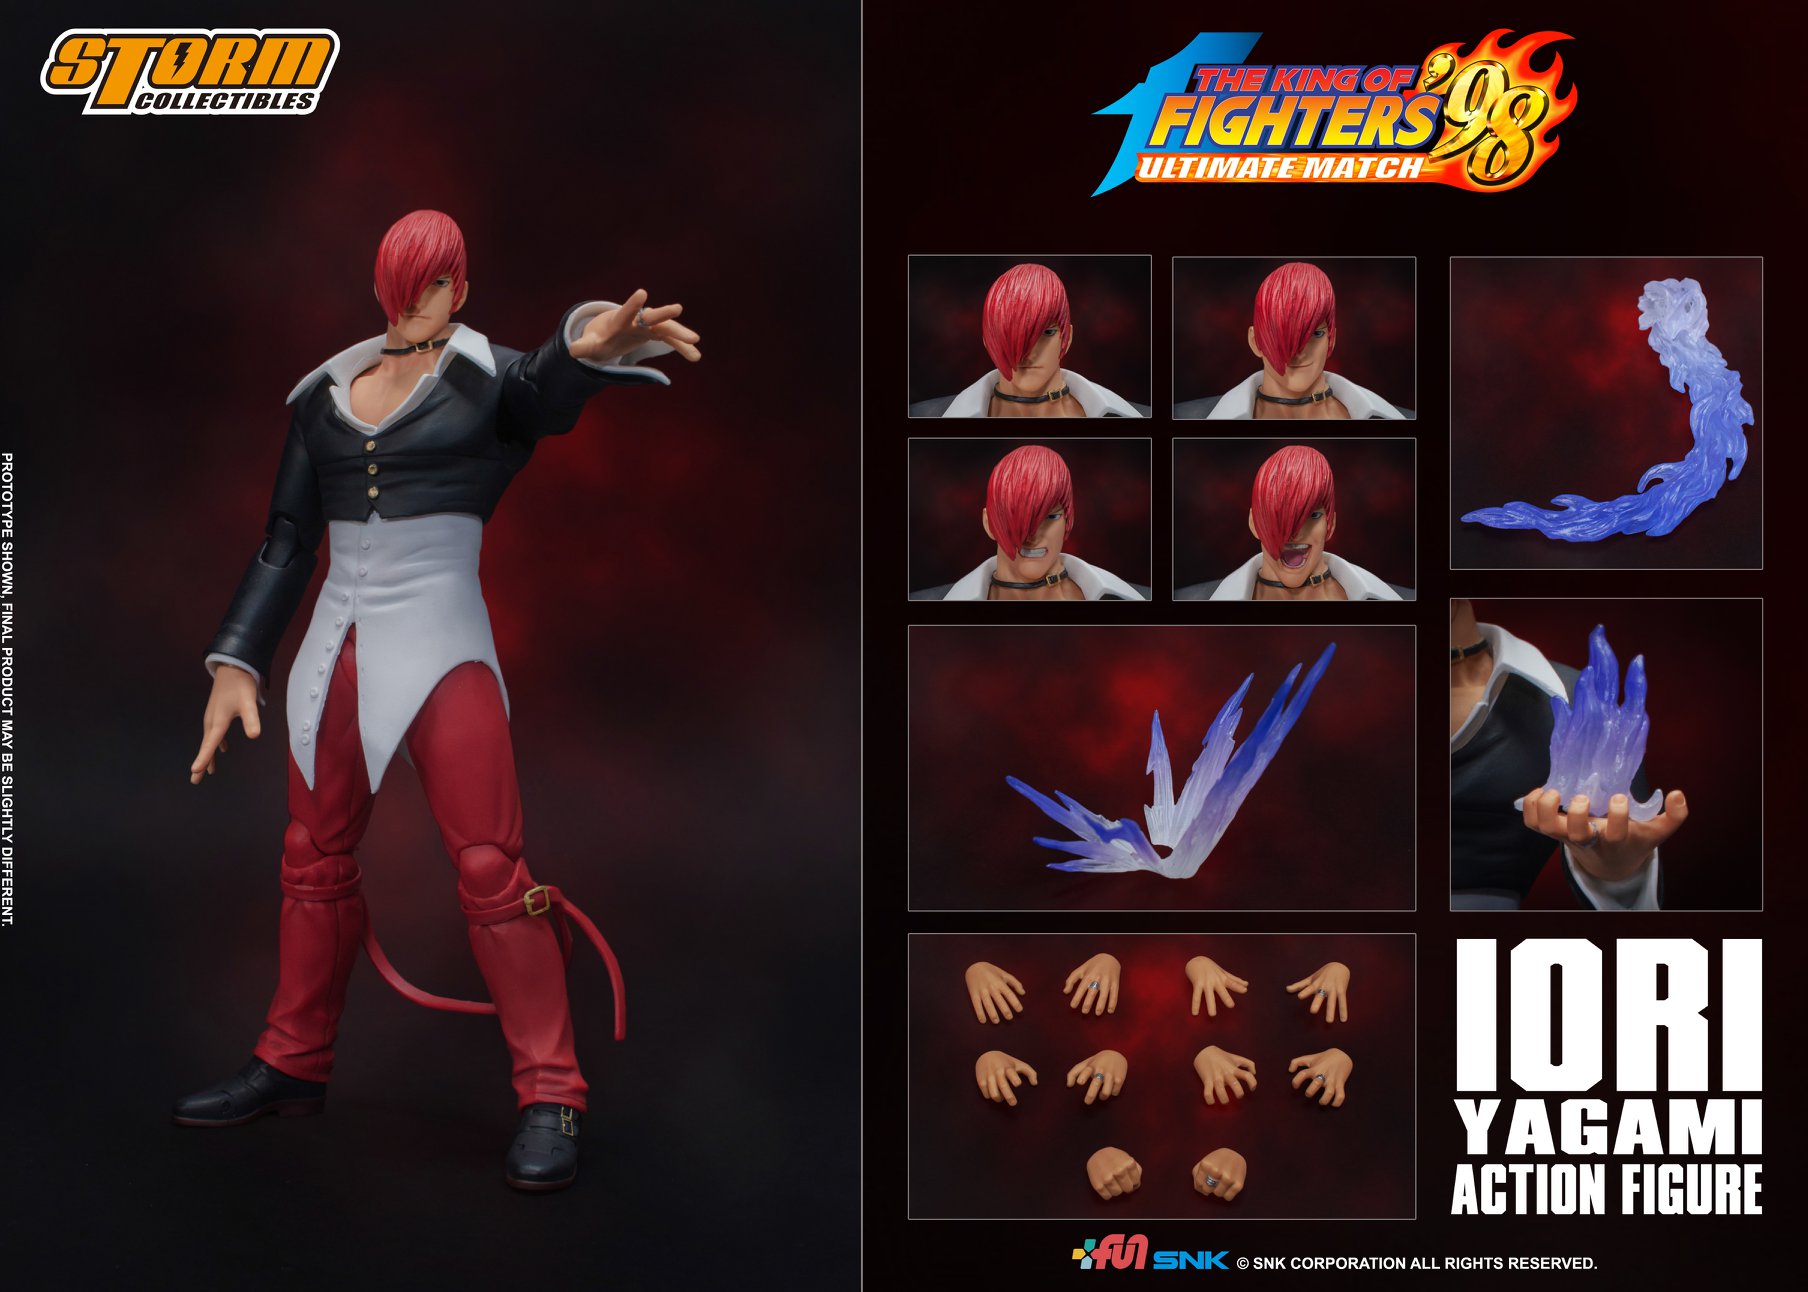 STORM
COLLECTIBLES
PROTOTYPE SHOWN, FINAL PRODUCT MAY BE SLIGHTLY DIFFERENT.
THE KING OF
FIGHTERS '98
ULTIMATE MATCH
IORI
YAGAMI
ACTION FIGURE
fun SNK © SNK CORPORATION ALL RIGHTS RESERVED.